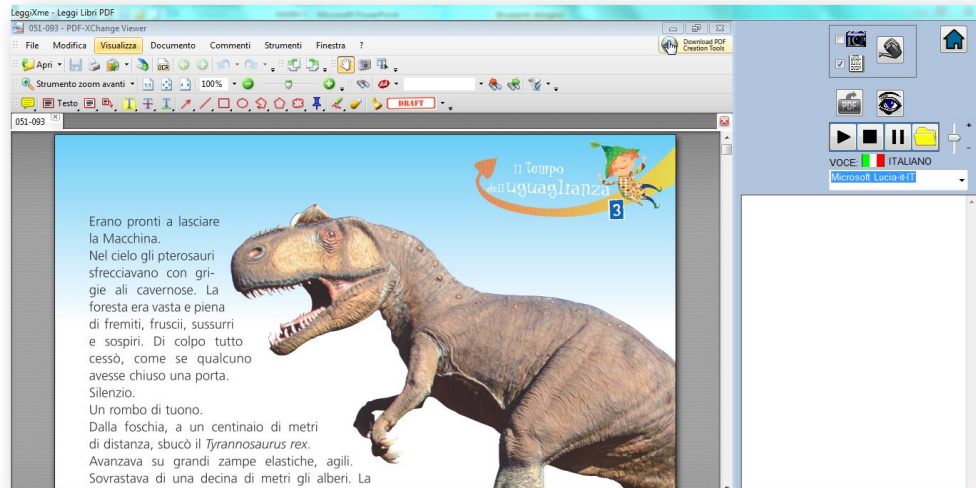 LeggiXme - Leggi Libri PDF
051-093 - PDF-XChange Viewer
File Modifica Visualizza Documento Commenti Strumenti Finestra ?
Download PDF
Creation Tools
Apri
OCR
Strumento zoom avanti
100%
Testo
DRAFT
051-093
PDF
VOCE: ITALIANO
Microsoft Lucia-it-IT
+
-
il tempo
dell'uguaglianza
3
Erano pronti a lasciare
la Macchina.
Nel cielo gli pterosauri
sfrecciavano con gri-
gie ali cavernose. La
foresta era vasta e piena
di fremiti, fruscii, sussurri
e sospiri. Di colpo tutto
cessò, come se qualcuno
avesse chiuso una porta.
Silenzio.
Un rombo di tuono.
Dalla foschia, a un centinaio di metri
di distanza, sbucò il Tyrannosaurus rex.
Avanzava su grandi zampe elastiche, agili.
Sovrastava di una decina di metri gli alberi. La